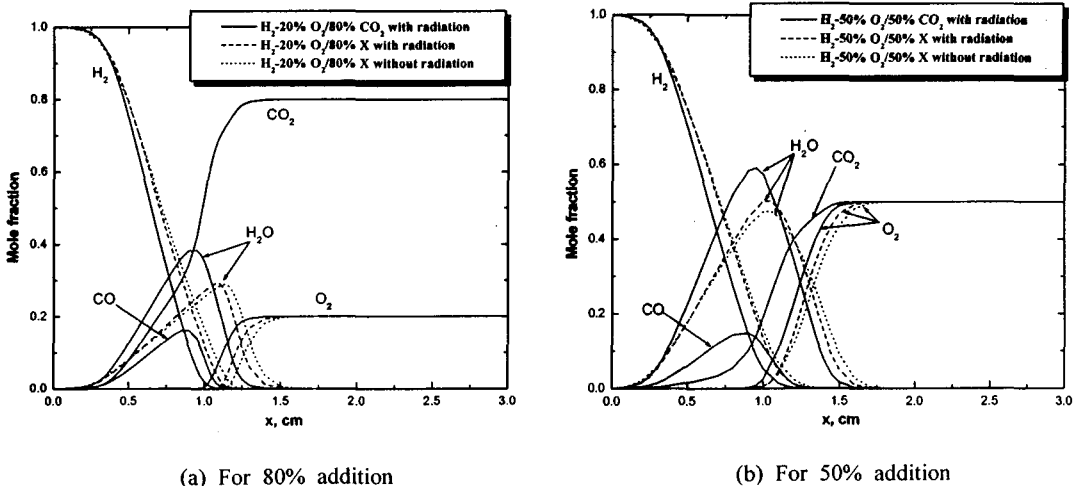 H₂-20% O₂/80% CO₂ with radiation
H₂-20% O₂/80% X with radiation
H₂-20% O₂/80% X without radiation
1.0
0.8
0.6
0.4
0.2
0.0
Mole fraction
H₂
CO₂
H₂O
CO
O₂
0.0 0.5 1.0 1.5 2.0 2.5 3.0
x, cm
(a) For 80% addition
H₂-50% O₂/50% CO₂ with radiation
H₂-50% O₂/50% X with radiation
H₂-50% O₂/50% X without radiation
1.0
0.8
0.6
0.4
0.2
0.0
Mole fraction
H₂
H₂O
CO₂
O₂
CO
0.0 0.5 1.0 1.5 2.0 2.5 3.0
x, cm
(b) For 50% addition